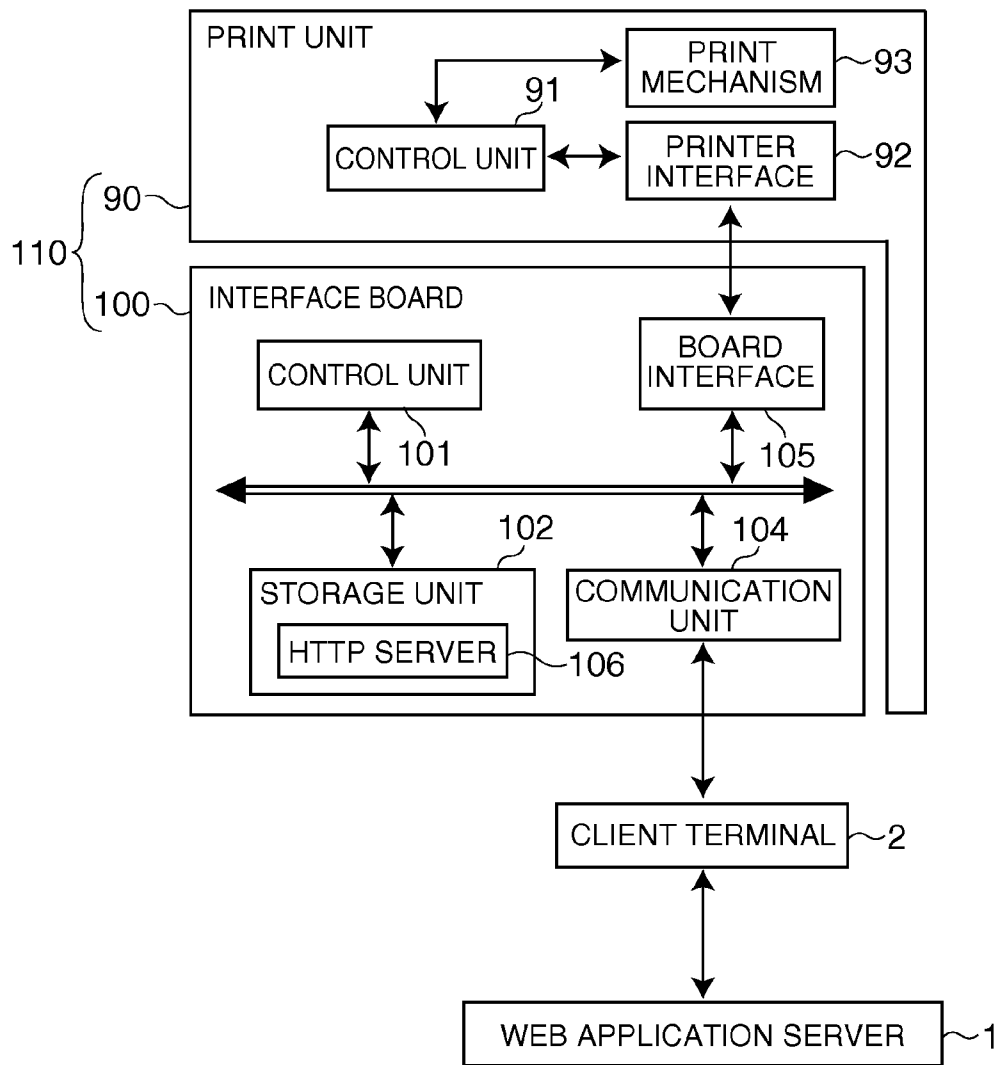 PRINT UNIT
PRINT
MECHANISM
93
91
CONTROL UNIT
PRINTER
INTERFACE
92
90
110
100
INTERFACE BOARD
BOARD
INTERFACE
CONTROL UNIT
101
105
102
104
STORAGE UNIT
COMMUNICATION
UNIT
HTTP SERVER
106
CLIENT TERMINAL
2
WEB APPLICATION SERVER
1